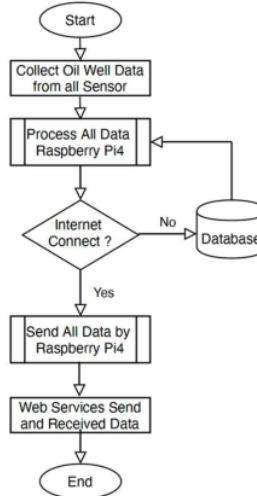 Start
Collect Oil Well Data
from all Sensor
Process All Data
Raspberry Pi4
Internet
Connect ?
No
Database
Yes
Send All Data by
Raspberry Pi4
Web Services Send
and Received Data
End